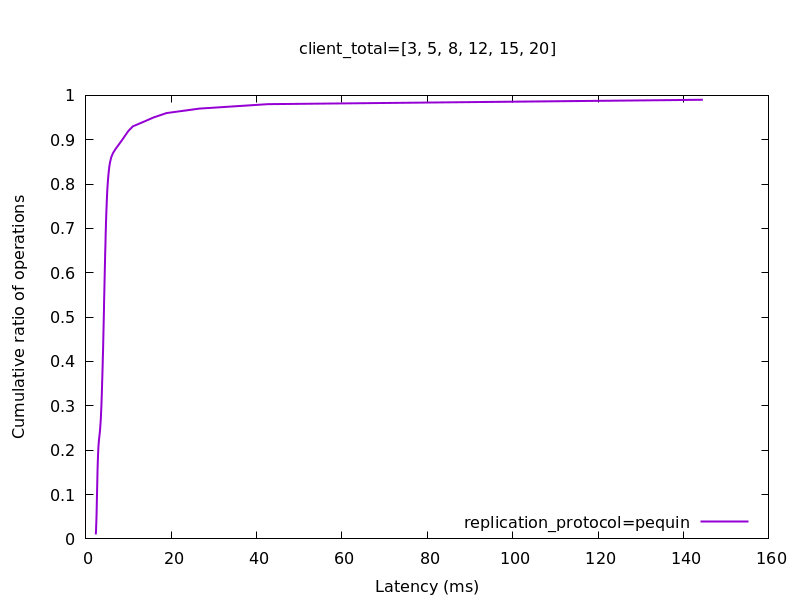 client_total=[3, 5, 8, 12, 15, 20]
1
0.9
0.8
0.7
0.6
0.5
0.4
0.3
0.2
0.1
0
Cumulative ratio of operations
replication_protocol=pequin
0 20 40 60 80 100 120 140 160
Latency (ms)